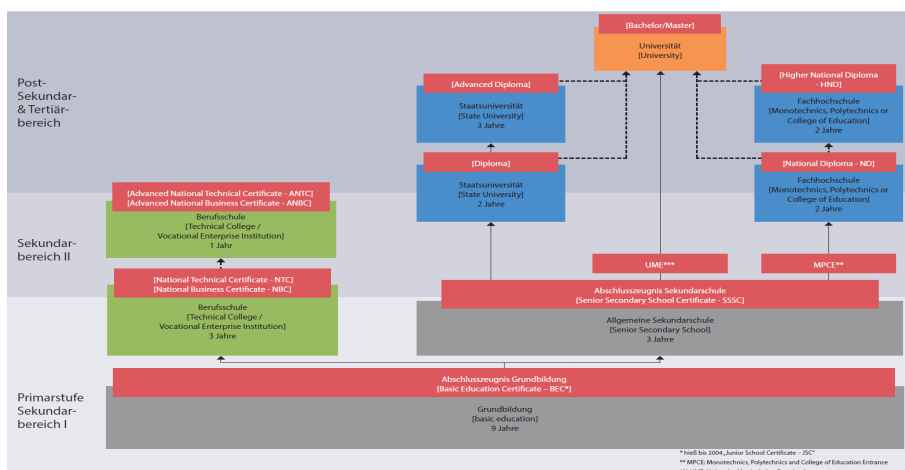 [Bachelor/Master]
Universität
[University]
Post-
Sekundar-
& Tertiär-
bereich
[Advanced Diploma]
Staatsuniversität
[State University]
3 Jahre
[Higher National Diploma
- HND]
Fachhochschule
[Monotechnics, Polytechnics or
College of Education]
2 Jahre
[Diploma]
Staatsuniversität
[State University]
2 Jahre
[National Diploma - ND]
Fachhochschule
[Monotechnics, Polytechnics or
College of Education]
2 Jahre
[Advanced National Technical Certificate - ANTC]
[Advanced National Business Certificate - ANBC]
Berufsschule
[Technical College /
Vocational Enterprise Institution]
1 Jahr
Sekundar-
bereich II
UME***
MPCE**
[National Technical Certificate - NTC]
[National Business Certificate - NBC]
Berufsschule
[Technical College /
Vocational Enterprise Institution]
3 Jahre
Abschlusszeugnis Sekundarschule
[Senior Secondary School Certificate - SSSC]
Allgemeine Sekundarschule
[Senior Secondary School]
3 Jahre
Primarstufe
Sekundar-
bereich I
Abschlusszeugnis Grundbildung
[Basic Education Certificate – BEC*]
Grundbildung
[basic education]
9 Jahre
* hieß bis 2004 „Junior School Certificate – JSC"
** MPCE: Monotechnics, Polytechnics and College of Education Entrance